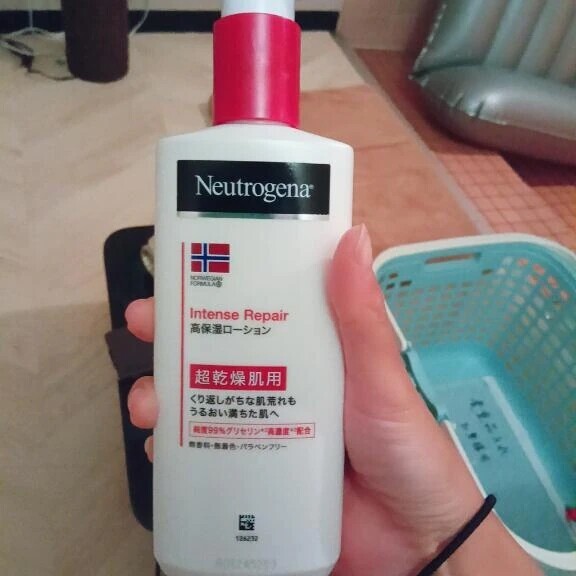 Neutrogena®
NORWEGIAN
FORMULA®
Intense Repair
高保湿ローション
超乾燥肌用
くり返しがちな肌荒れも
うるおい満ちた肌へ
純度99%グリセリン*²高濃度*³配合
無香料・無着色・パラベンフリー
126232